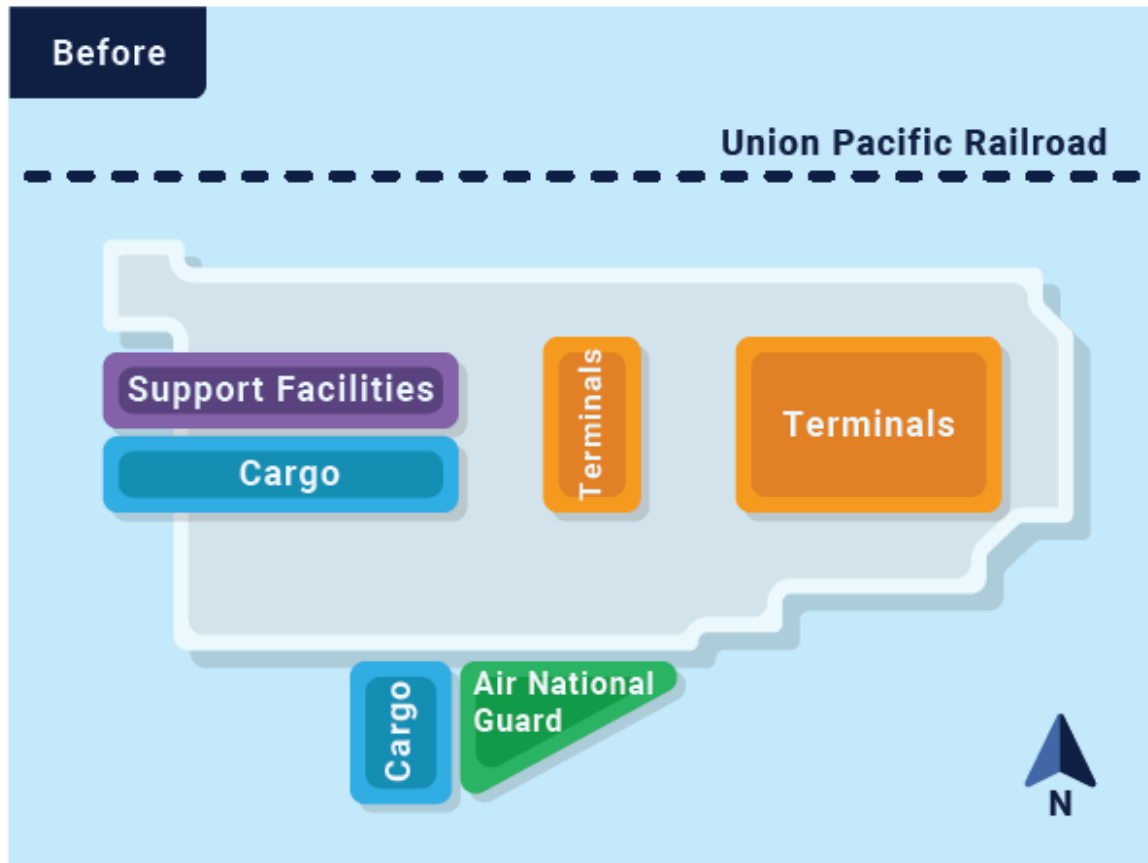 Before
Union Pacific Railroad
Support Facilities
Cargo
Terminals
Terminals
Cargo
Air National
Guard
N